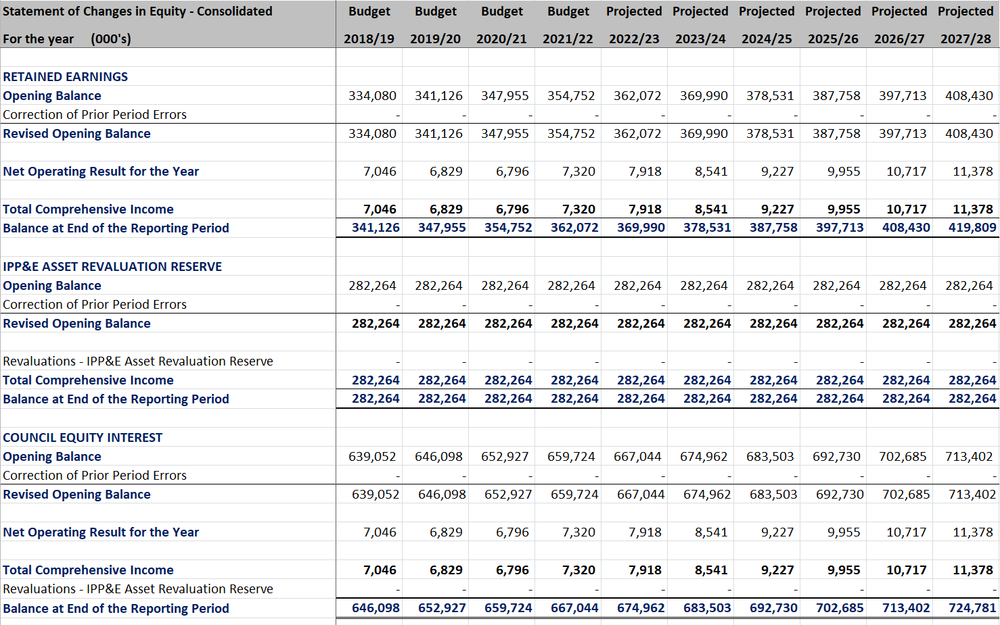 Statement of Changes in Equity - Consolidated Budget Budget Budget Budget Projected Projected Projected Projected Projected Projected
For the year (000's) 2018/19 2019/20 2020/21 2021/22 2022/23 2023/24 2024/25 2025/26 2026/27 2027/28
RETAINED EARNINGS
Opening Balance 334,080 341,126 347,955 354,752 362,072 369,990 378,531 387,758 397,713 408,430
Correction of Prior Period Errors - - - - - - - - - -
Revised Opening Balance 334,080 341,126 347,955 354,752 362,072 369,990 378,531 387,758 397,713 408,430
Net Operating Result for the Year 7,046 6,829 6,796 7,320 7,918 8,541 9,227 9,955 10,717 11,378
Total Comprehensive Income 7,046 6,829 6,796 7,320 7,918 8,541 9,227 9,955 10,717 11,378
Balance at End of the Reporting Period 341,126 347,955 354,752 362,072 369,990 378,531 387,758 397,713 408,430 419,809
IPP&E ASSET REVALUATION RESERVE
Opening Balance 282,264 282,264 282,264 282,264 282,264 282,264 282,264 282,264 282,264 282,264
Correction of Prior Period Errors - - - - - - - - - -
Revised Opening Balance 282,264 282,264 282,264 282,264 282,264 282,264 282,264 282,264 282,264 282,264
Revaluations - IPP&E Asset Revaluation Reserve - - - - - - - - - -
Total Comprehensive Income 282,264 282,264 282,264 282,264 282,264 282,264 282,264 282,264 282,264 282,264
Balance at End of the Reporting Period 282,264 282,264 282,264 282,264 282,264 282,264 282,264 282,264 282,264 282,264
COUNCIL EQUITY INTEREST
Opening Balance 639,052 646,098 652,927 659,724 667,044 674,962 683,503 692,730 702,685 713,402
Correction of Prior Period Errors - - - - - - - - - -
Revised Opening Balance 639,052 646,098 652,927 659,724 667,044 674,962 683,503 692,730 702,685 713,402
Net Operating Result for the Year 7,046 6,829 6,796 7,320 7,918 8,541 9,227 9,955 10,717 11,378
Total Comprehensive Income 7,046 6,829 6,796 7,320 7,918 8,541 9,227 9,955 10,717 11,378
Revaluations - IPP&E Asset Revaluation Reserve - - - - - - - - - -
Balance at End of the Reporting Period 646,098 652,927 659,724 667,044 674,962 683,503 692,730 702,685 713,402 724,781